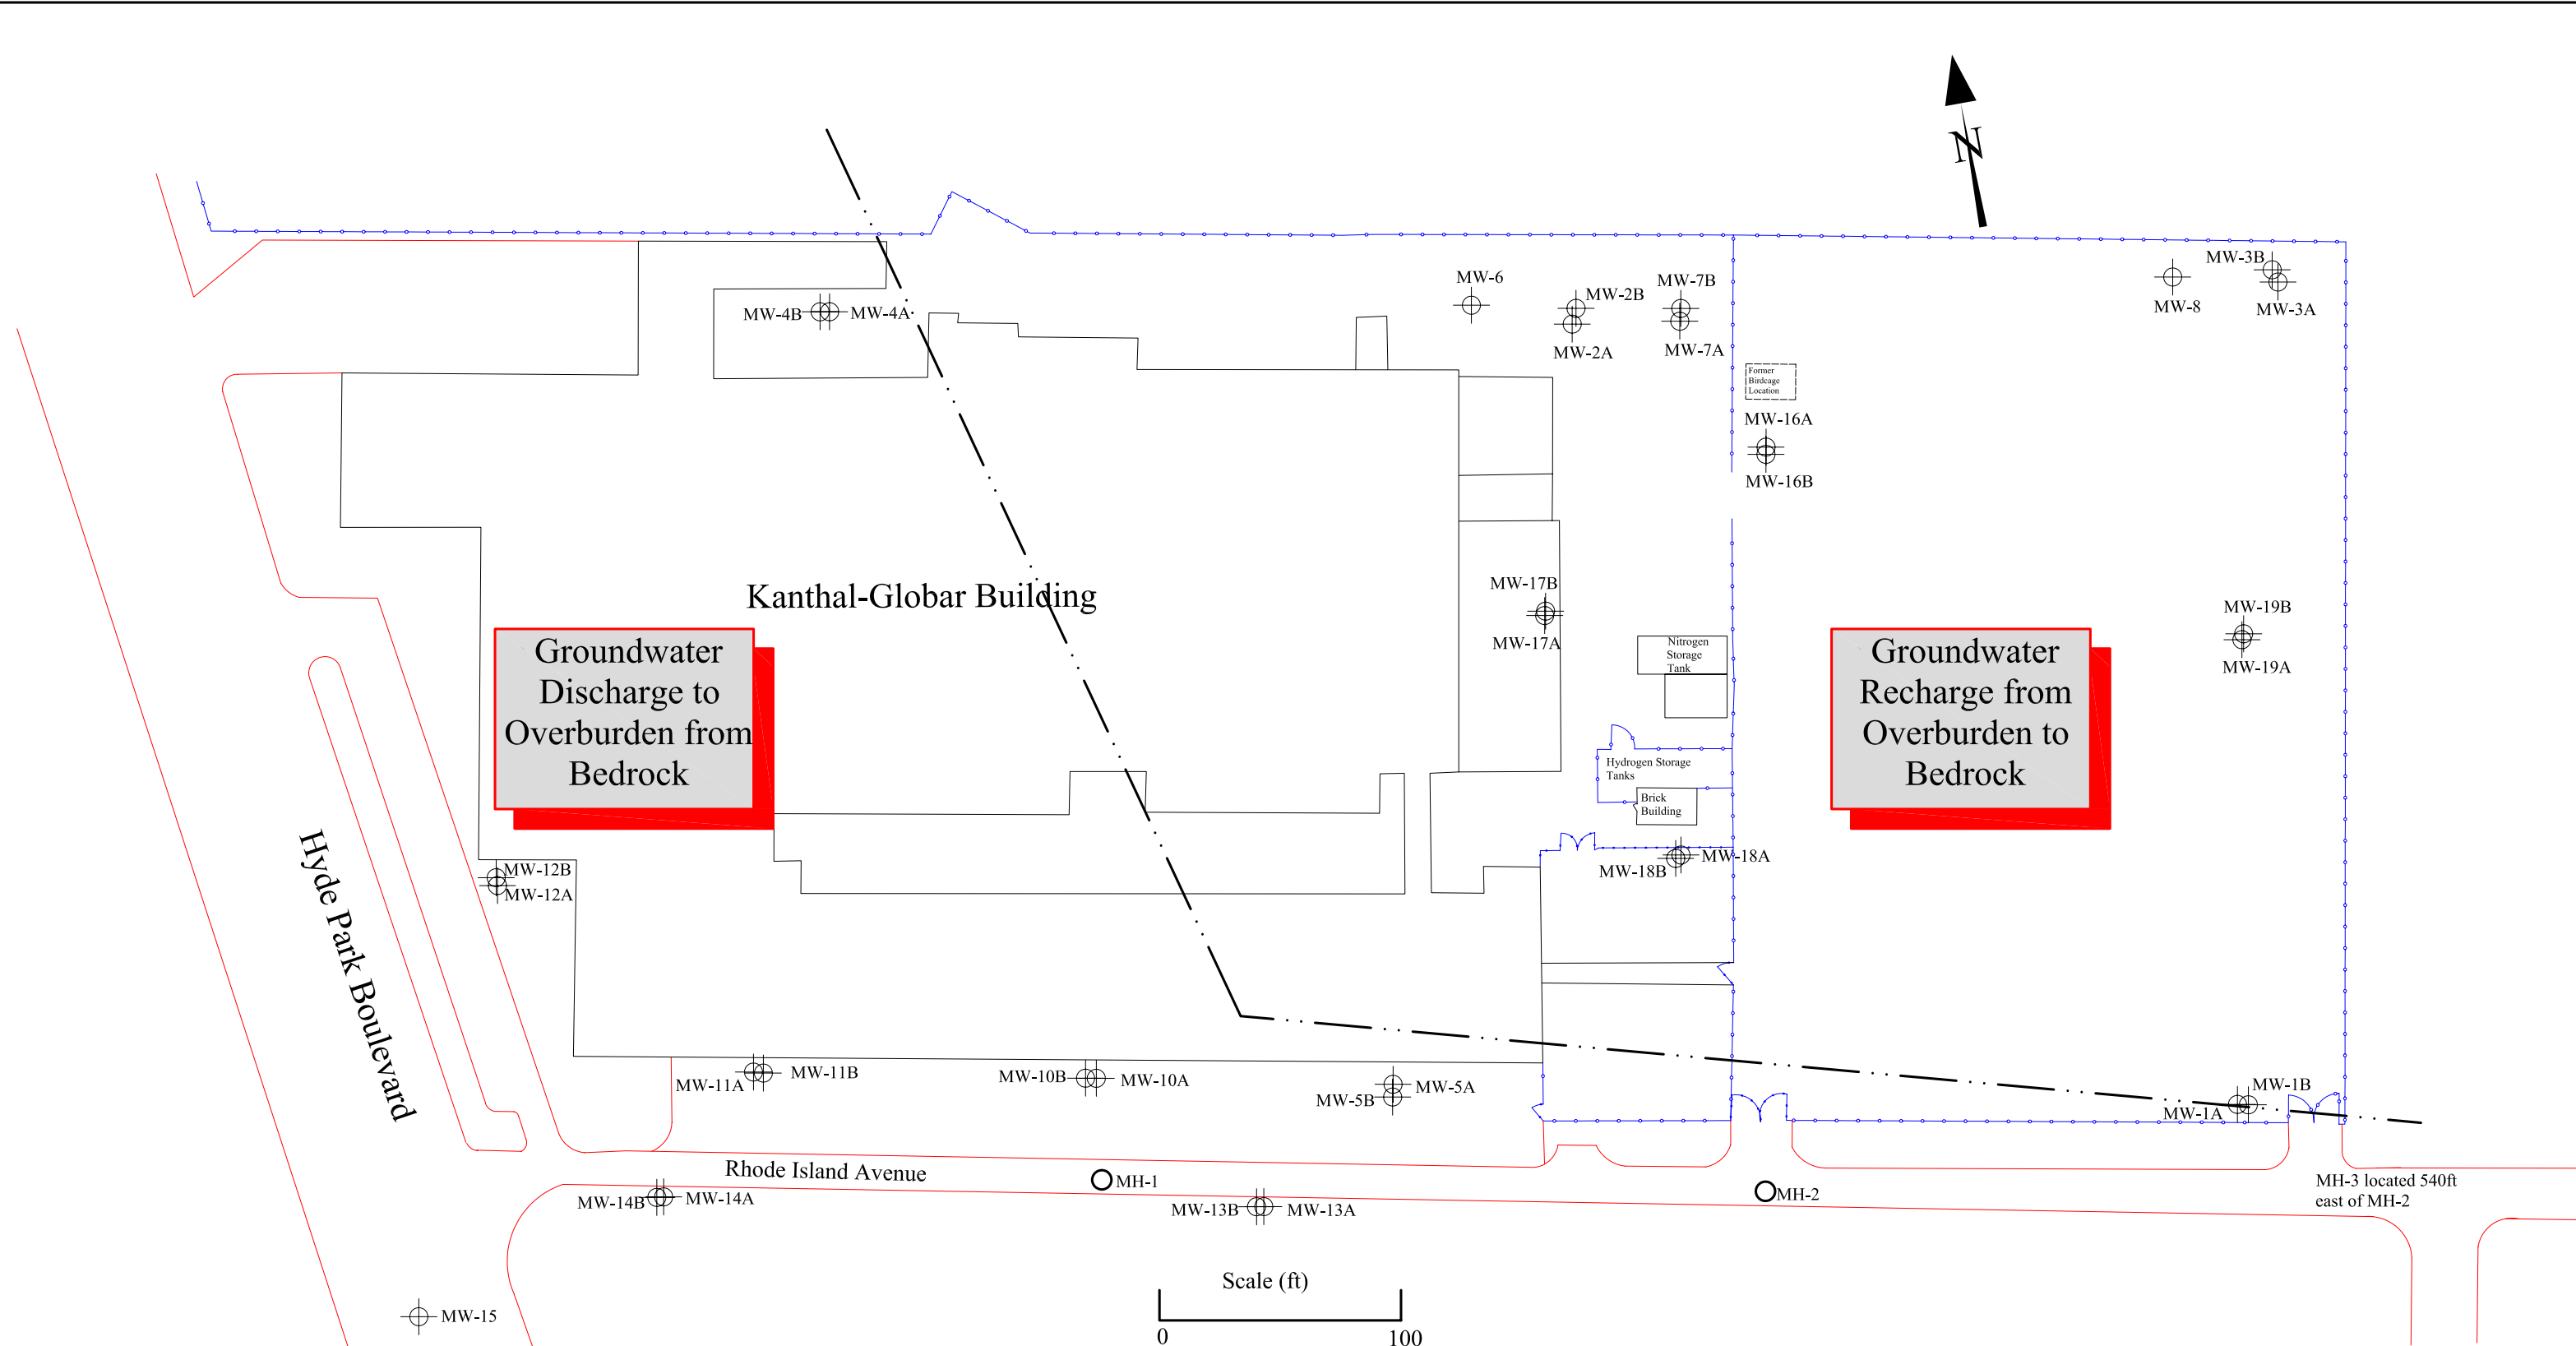 N
MW-3B
MW-6
MW-7B
MW-2B
MW-8
MW-3A
MW-4B
MW-4A
MW-2A
MW-7A
Former
Birdcage
Location
MW-16A
MW-16B
Kanthal-Globar Building
MW-17B
MW-17A
MW-19B
MW-19A
Groundwater
Discharge to
Overburden from
Bedrock
Nitrogen
Storage
Tank
Groundwater
Recharge from
Overburden to
Bedrock
Hydrogen Storage
Tanks
Brick
Building
Hyde Park Boulevard
MW-12B
MW-12A
MW-18A
MW-18B
MW-11A
MW-11B
MW-10B
MW-10A
MW-5A
MW-5B
MW-1B
MW-1A
Rhode Island Avenue
MH-1
MH-2
MH-3 located 540ft
east of MH-2
MW-14B
MW-14A
MW-13B
MW-13A
Scale (ft)
MW-15
0
100